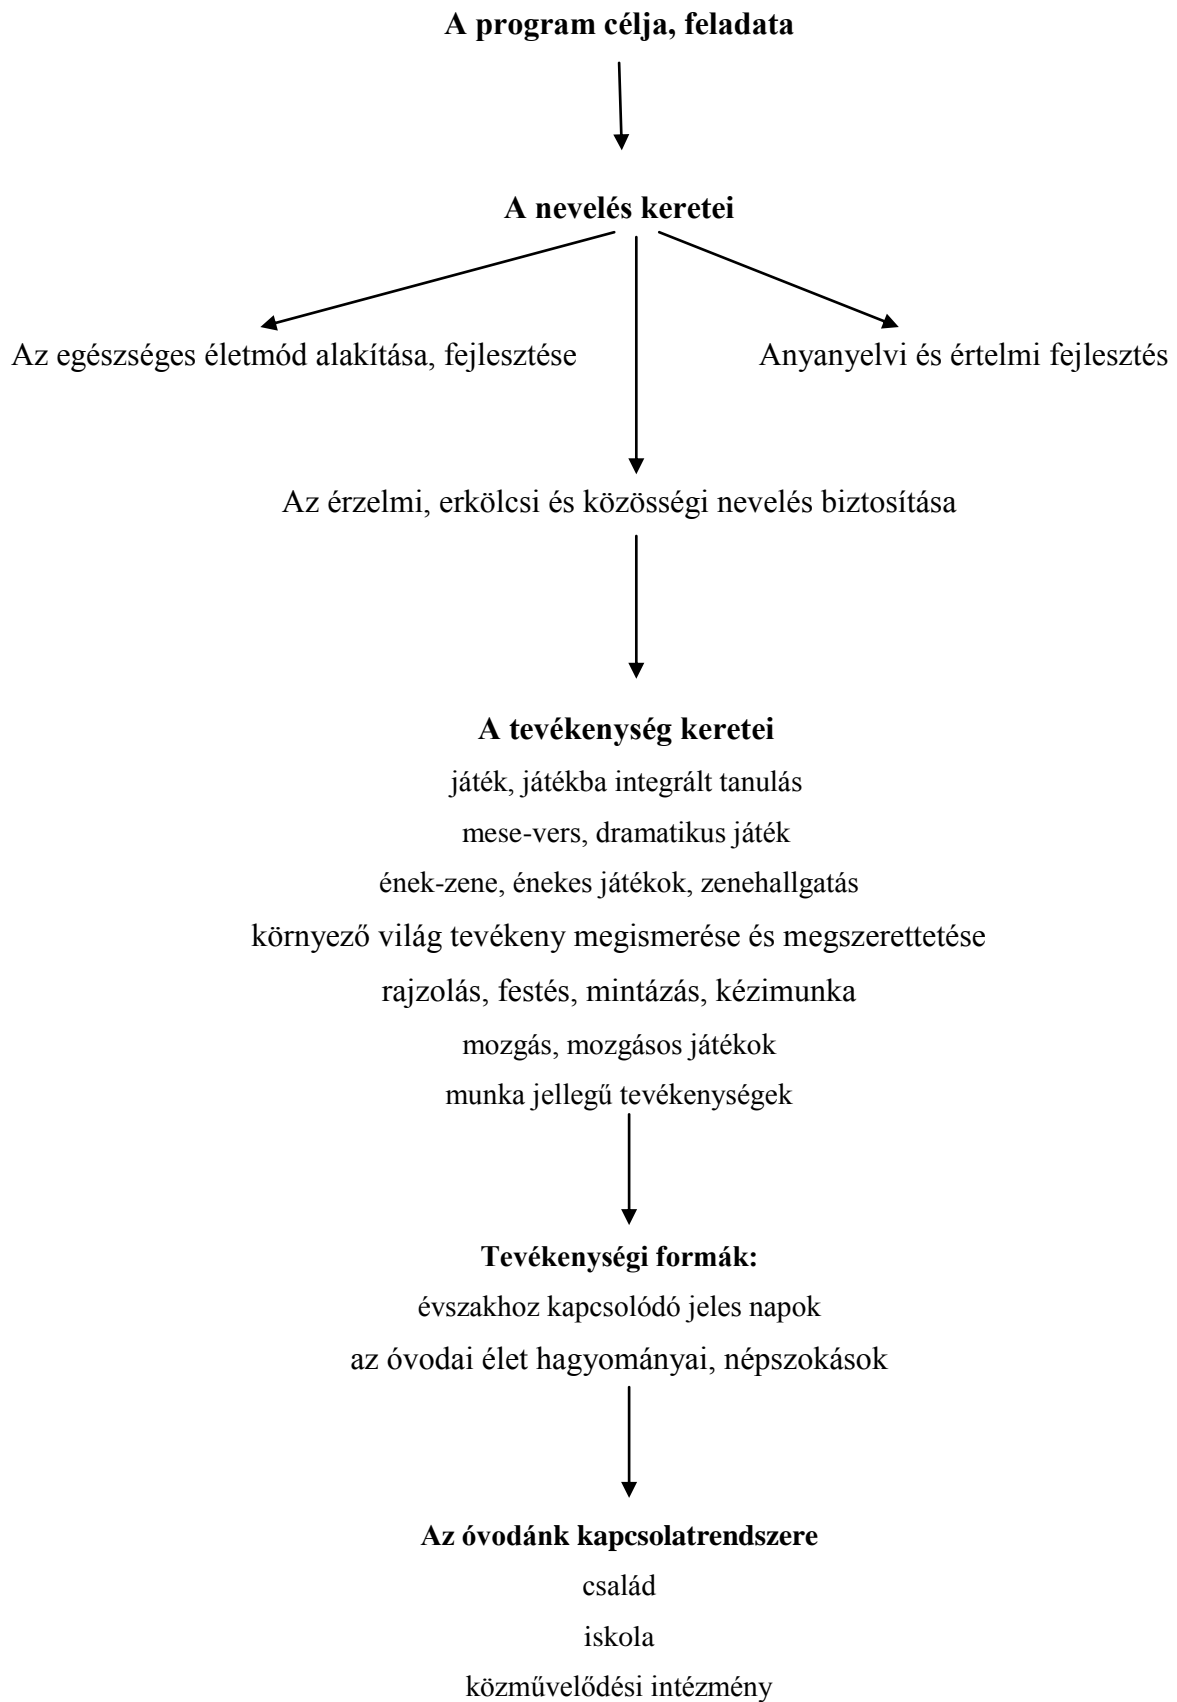 A program célja, feladata
A nevelés keretei
Az egészséges életmód alakítása, fejlesztése
Anyanyelvi és értelmi fejlesztés
Az érzelmi, erkölcsi és közösségi nevelés biztosítása
A tevékenység keretei
játék, játékba integrált tanulás
mese-vers, dramatikus játék
ének-zene, énekes játékok, zenehallgatás
környező világ tevékeny megismerése és megszerettetése
rajzolás, festés, mintázás, kézimunka
mozgás, mozgásos játékok
munka jellegű tevékenységek
Tevékenységi formák:
évszakhoz kapcsolódó jeles napok
az óvodai élet hagyományai, népszokások
Az óvodánk kapcsolatrendszere
család
iskola
közművelődési intézmény